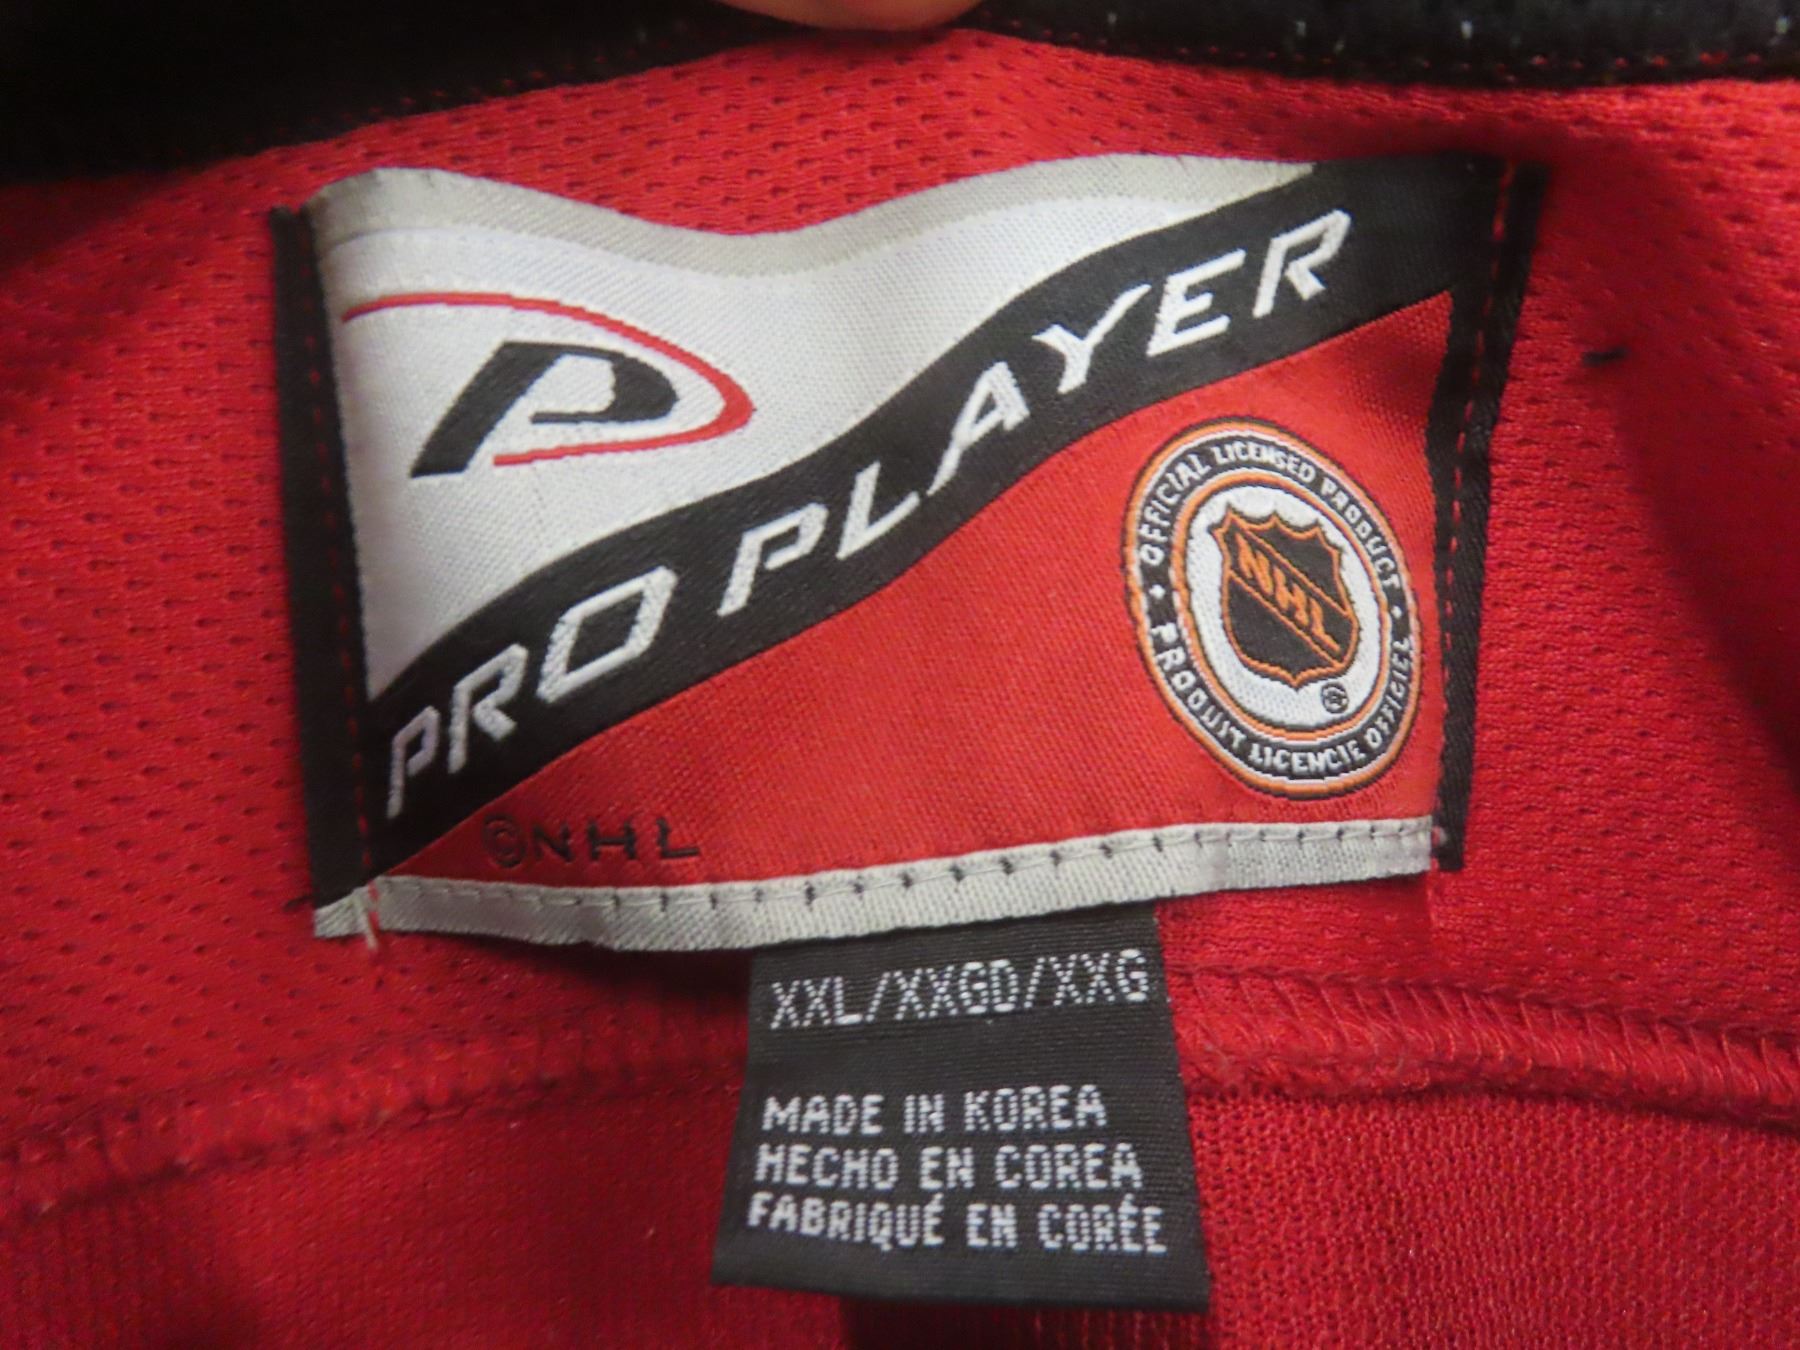 P
PRO PLAYER
OFFICIAL LICENSED PRODUCT
NHL
®
PRODUIT LICENCIE OFFICIEL
©NHL
XXL/XXGD/XXG
MADE IN KOREA
HECHO EN COREA
FABRIQUÉ EN CORÉE